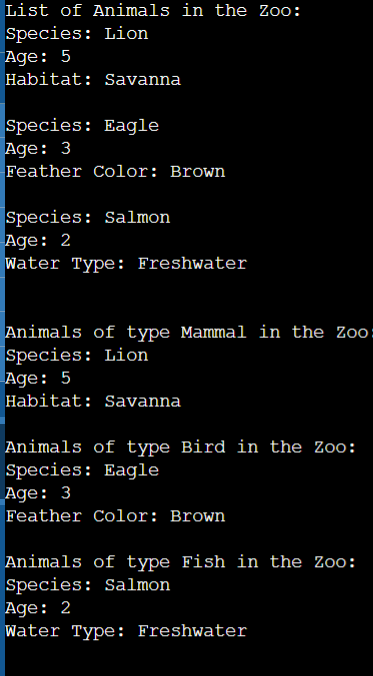 List of Animals in the Zoo:
Species: Lion
Age: 5
Habitat: Savanna
Species: Eagle
Age: 3
Feather Color: Brown
Species: Salmon
Age: 2
Water Type: Freshwater
Animals of type Mammal in the Zoo:
Species: Lion
Age: 5
Habitat: Savanna
Animals of type Bird in the Zoo:
Species: Eagle
Age: 3
Feather Color: Brown
Animals of type Fish in the Zoo:
Species: Salmon
Age: 2
Water Type: Freshwater